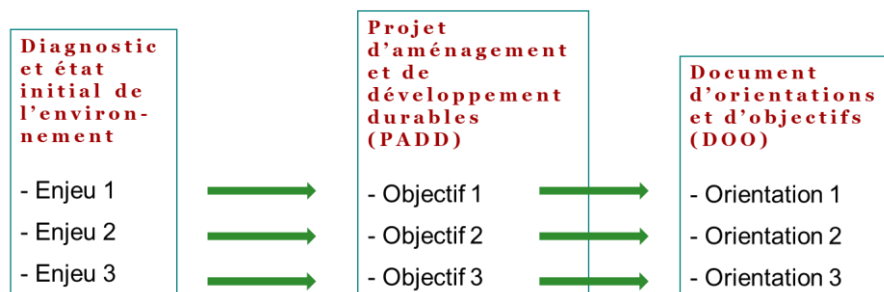 Diagnostic
et état
initial de
l'environ-
nement
- Enjeu 1
- Enjeu 2
- Enjeu 3
Projet
d'aménagement
et de
développement
durables
(PADD)
- Objectif 1
- Objectif 2
- Objectif 3
Document
d'orientations
et d'objectifs
(DOO)
- Orientation 1
- Orientation 2
- Orientation 3